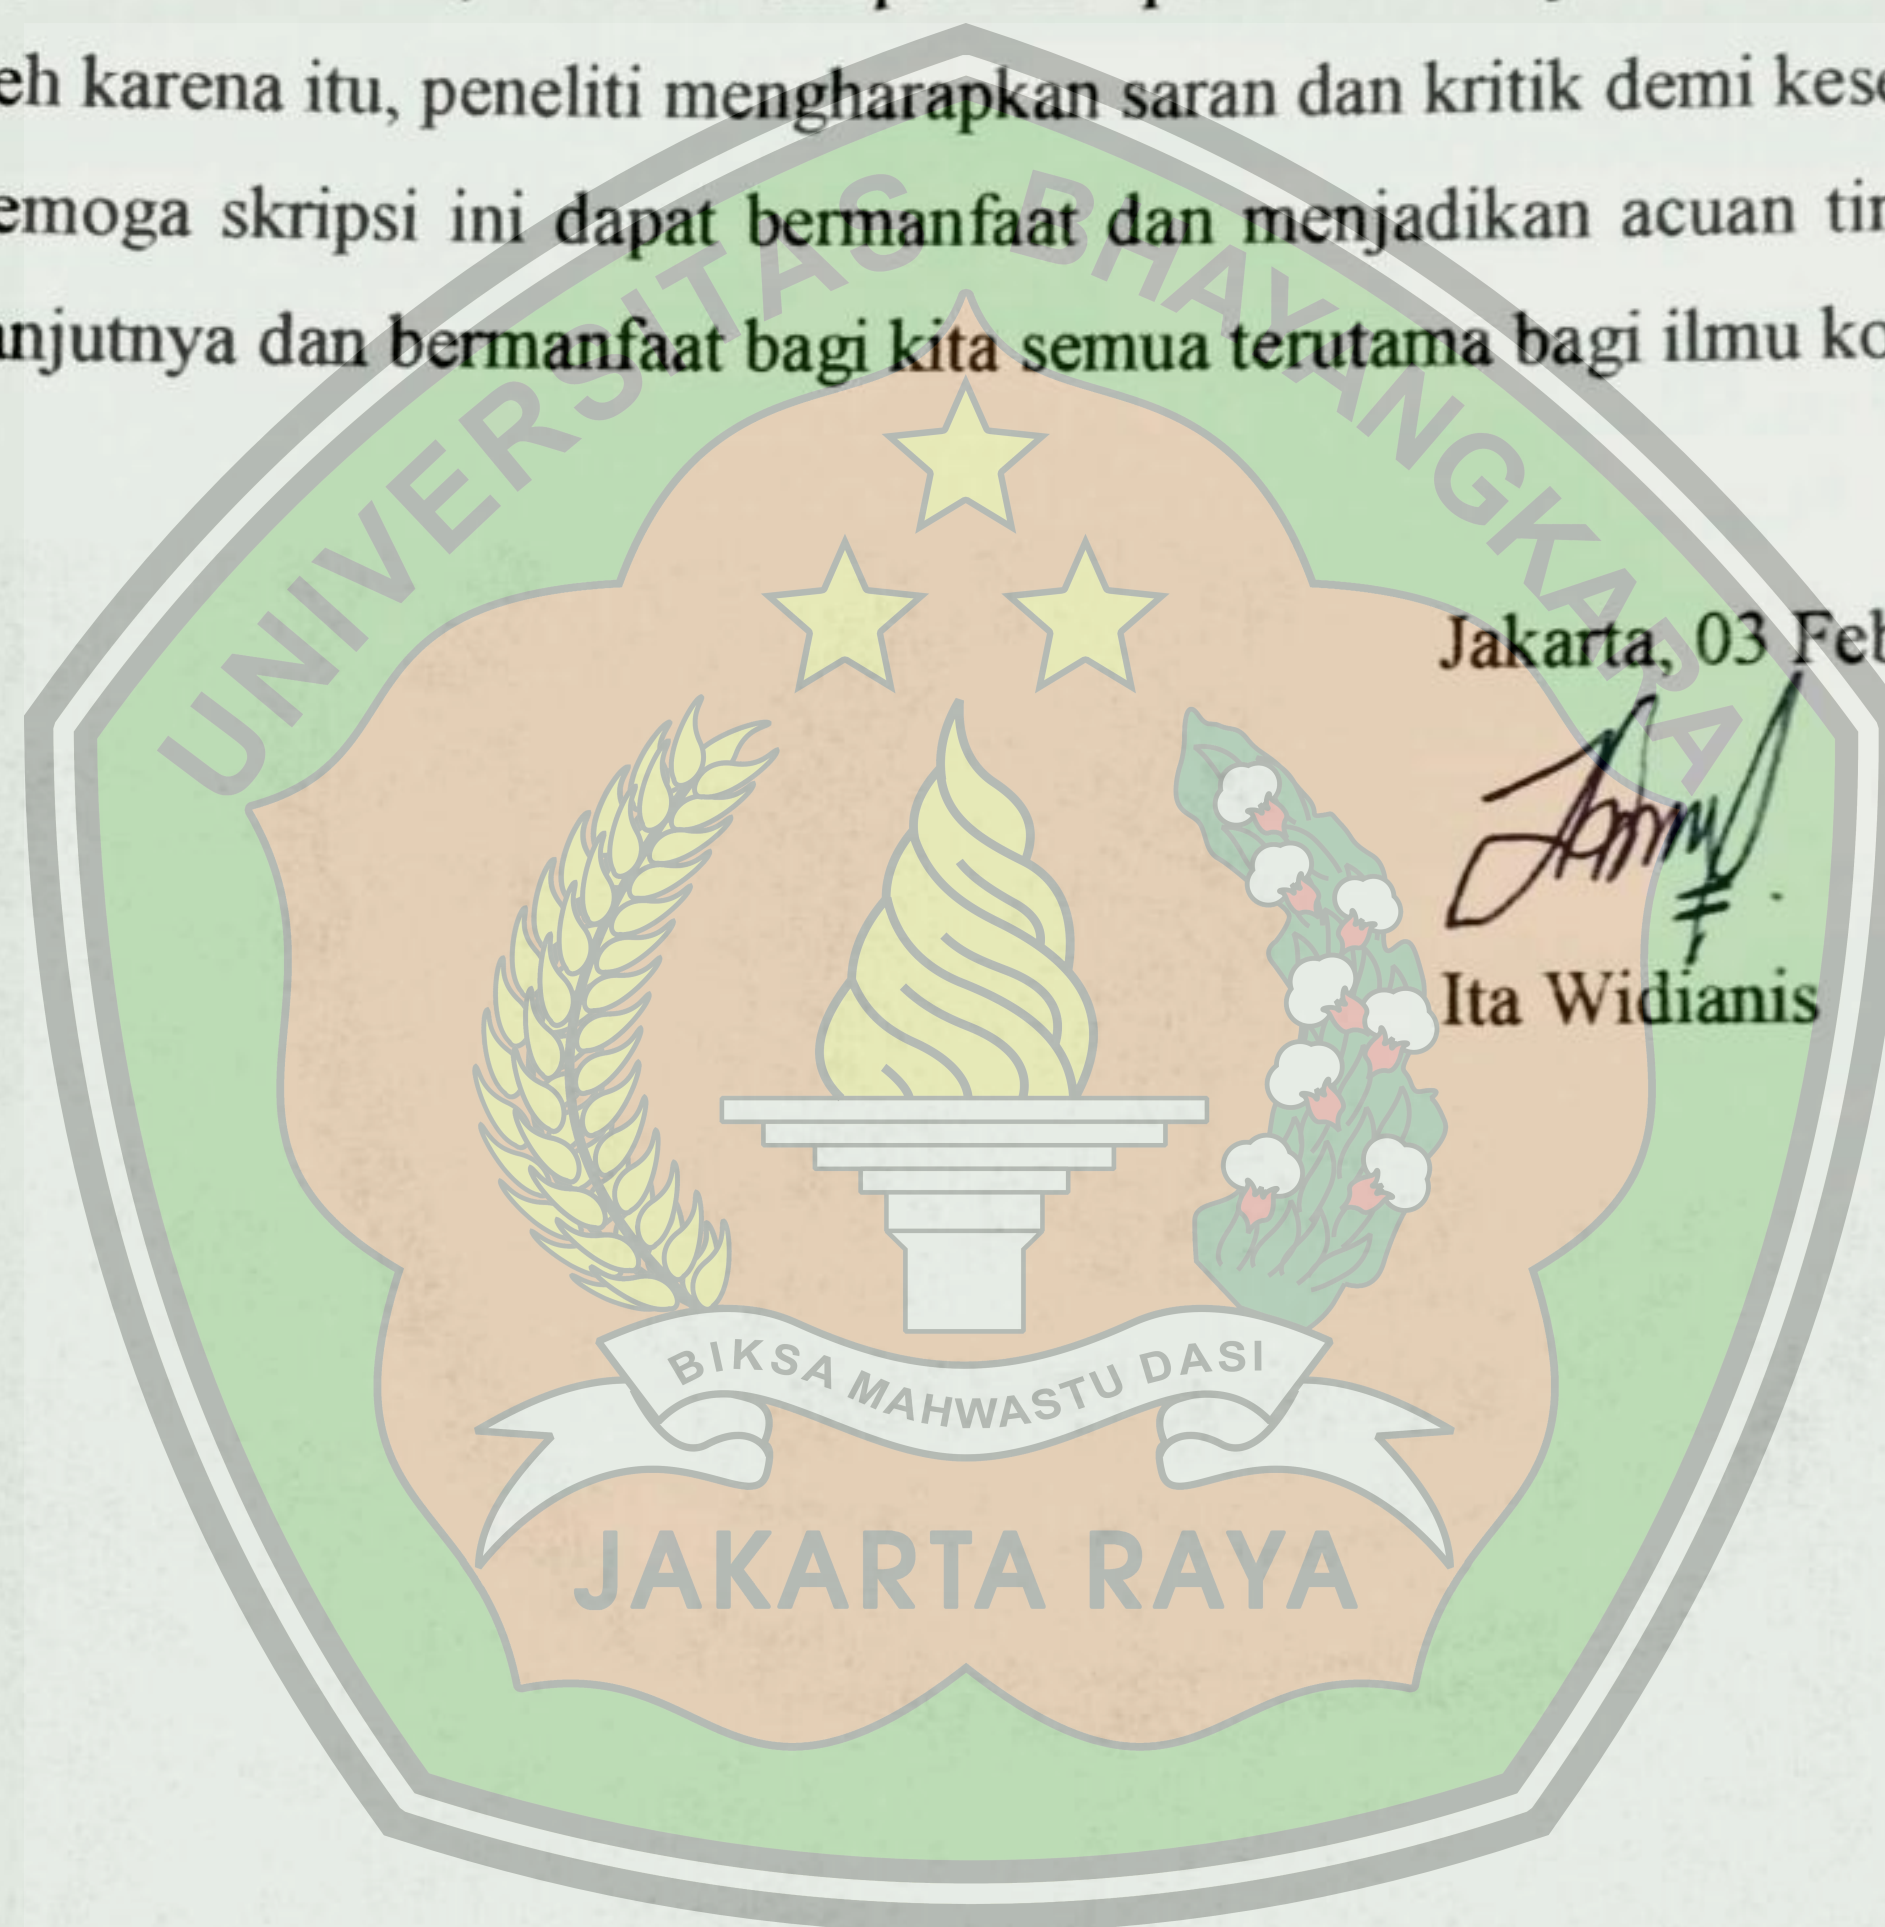 eh karena itu, peneliti mengharapkan saran dan kritik demi kese
emoga skripsi ini dapat bermanfaat dan menjadikan acuan tin
njutnya dan bermanfaat bagi kita semua terutama bagi ilmu ko
UNIVERSITAS BHAYANGKARA
Jakarta, 03 Feb
Ita Widianis
BIKSA MAHWASTU DASI
JAKARTA RAYA